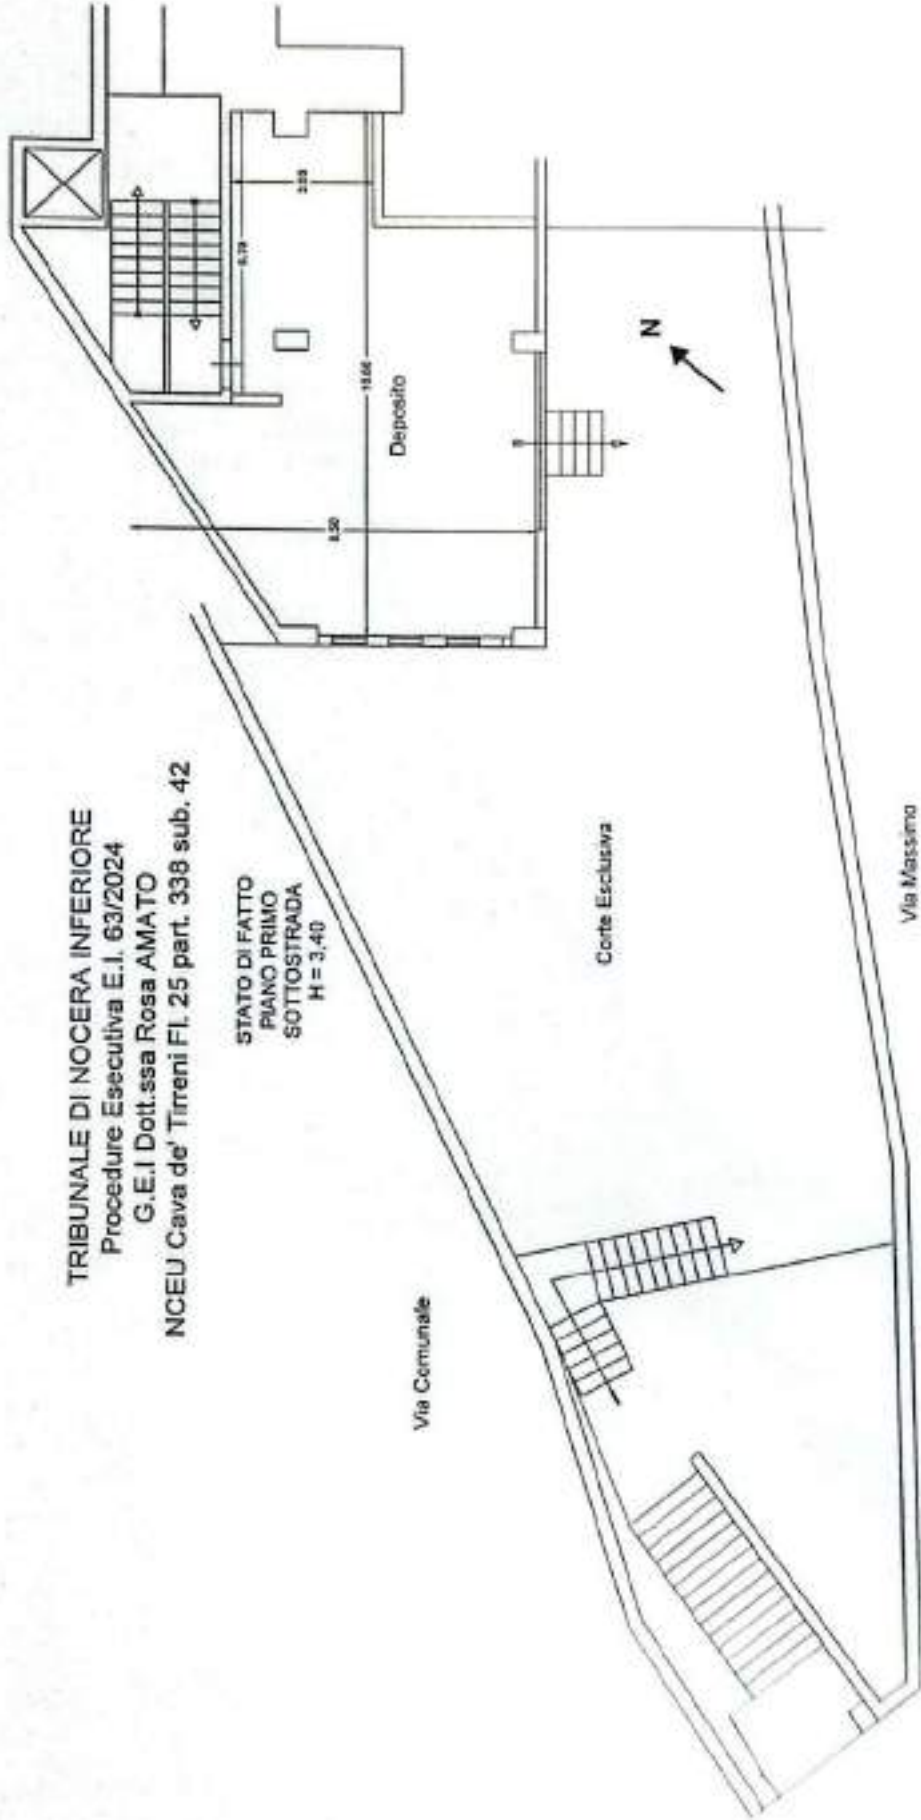 TRIBUNALE DI NOCERA INFERIORE
Procedure Esecutiva E.I. 63/2024
G.E.I Dott.ssa Rosa AMATO
NCEU Cava de' Tirreni Fl. 25 part. 338 sub. 42
STATO DI FATTO
PIANO PRIMO
SOTTOSTRADA
H = 3,40
Deposito
8.50
N
Via Comunale
Corte Esclusiva
Via Massimo